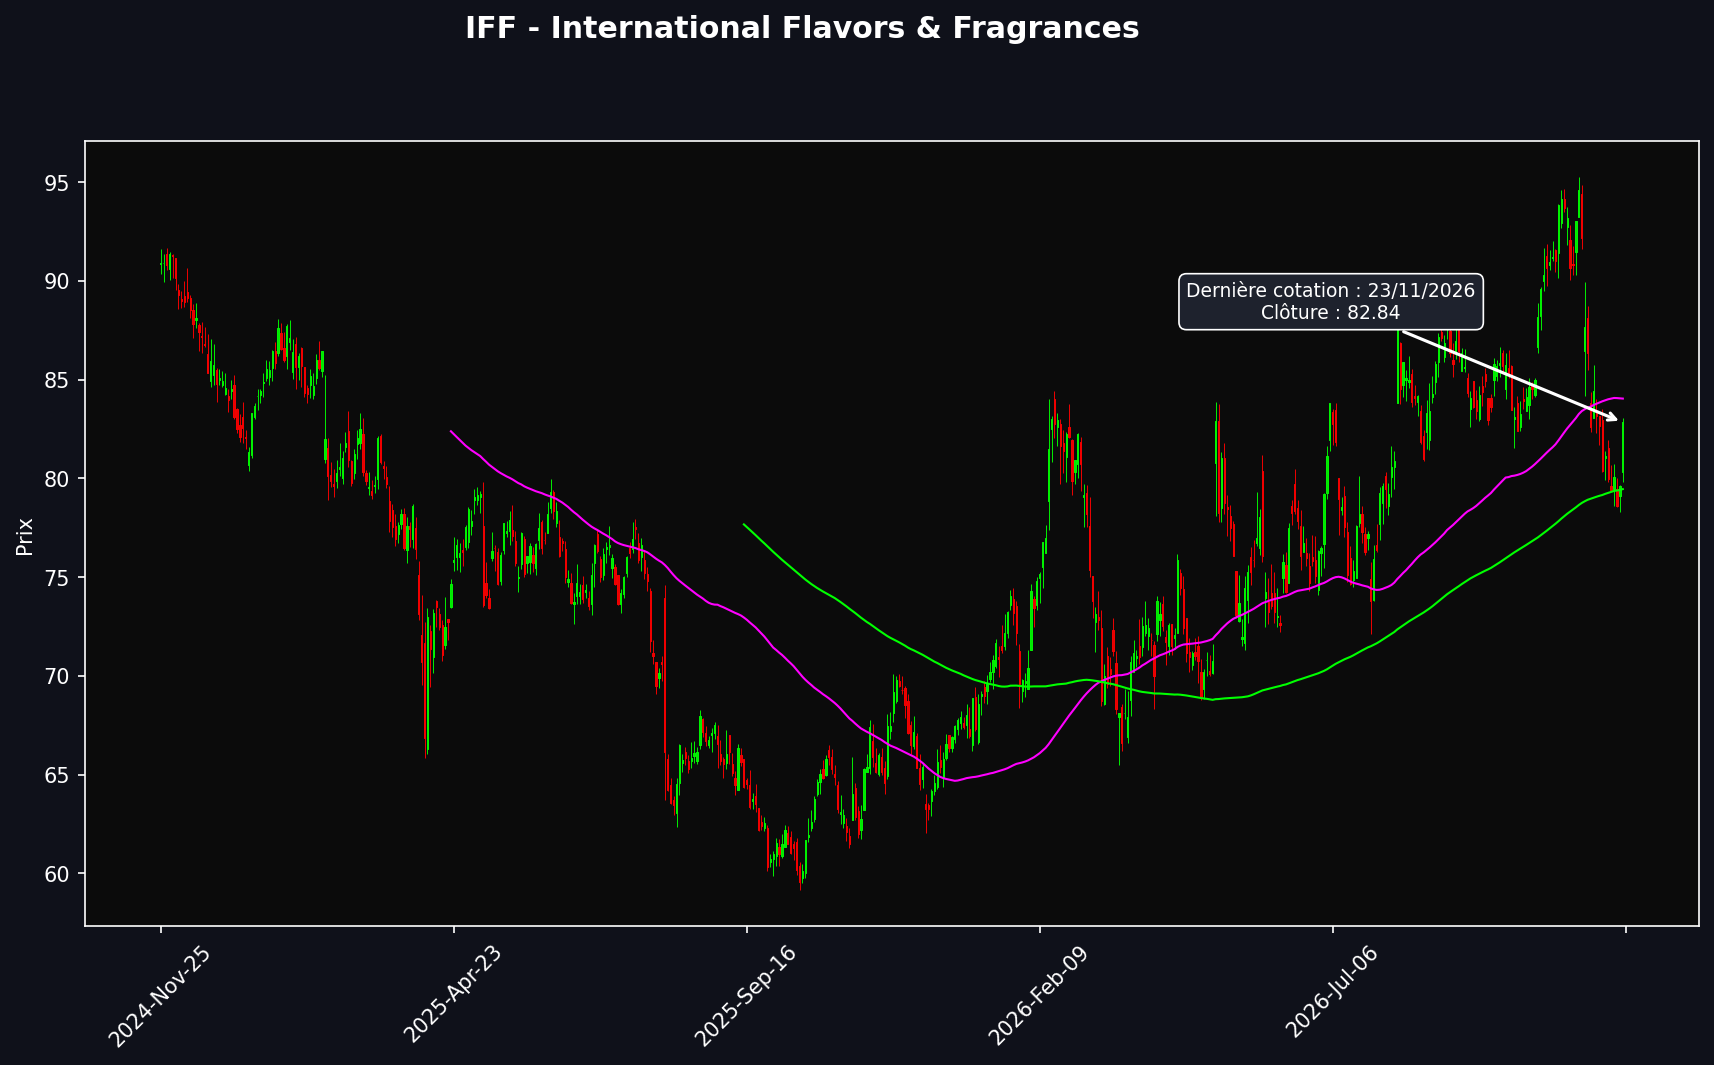 IFF - International Flavors & Fragrances
95
90
85
80
75
70
65
60
Prix
Dernière cotation : 23/11/2026
Clôture : 82.84
2024-Nov-25
2025-Apr-23
2025-Sep-16
2026-Feb-09
2026-Jul-06